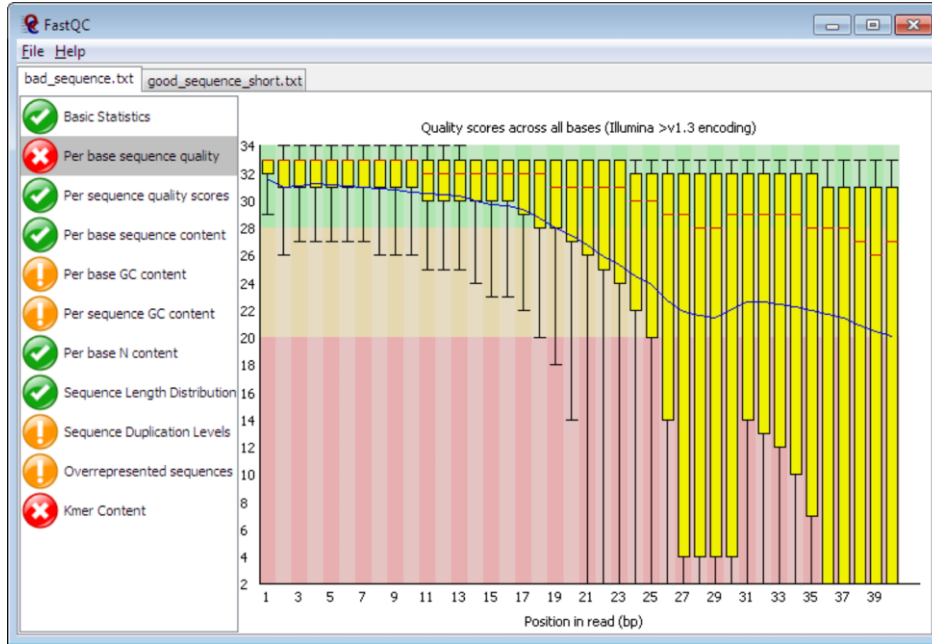 FastQC
File Help
bad_sequence.txt good_sequence_short.txt
Basic Statistics
Per base sequence quality
Per sequence quality scores
Per base sequence content
Per base GC content
Per sequence GC content
Per base N content
Sequence Length Distribution
Sequence Duplication Levels
Overrepresented sequences
Kmer Content
Quality scores across all bases (Illumina >v1.3 encoding)
34
32
30
28
26
24
22
20
18
16
14
12
10
8
6
4
2
1 3 5 7 9 11 13 15 17 19 21 23 25 27 29 31 33 35 37 39
Position in read (bp)